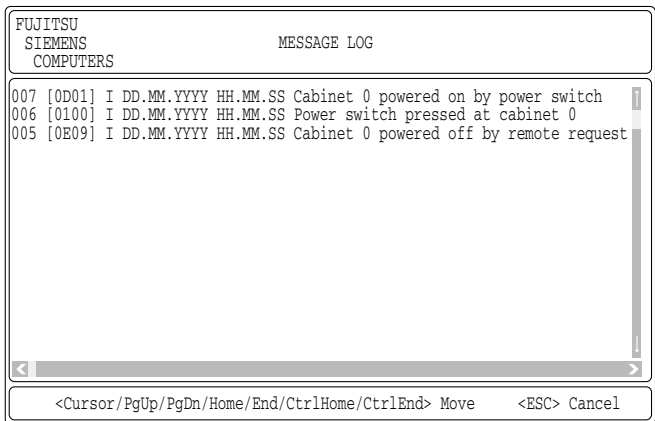 FUJITSU
SIEMENS MESSAGE LOG
COMPUTERS
007 [0D01] I DD.MM.YYYY HH.MM.SS Cabinet 0 powered on by power switch
006 [0100] I DD.MM.YYYY HH.MM.SS Power switch pressed at cabinet 0
005 [0E09] I DD.MM.YYYY HH.MM.SS Cabinet 0 powered off by remote request
<Cursor/PgUp/PgDn/Home/End/CtrlHome/CtrlEnd> Move <ESC> Cancel